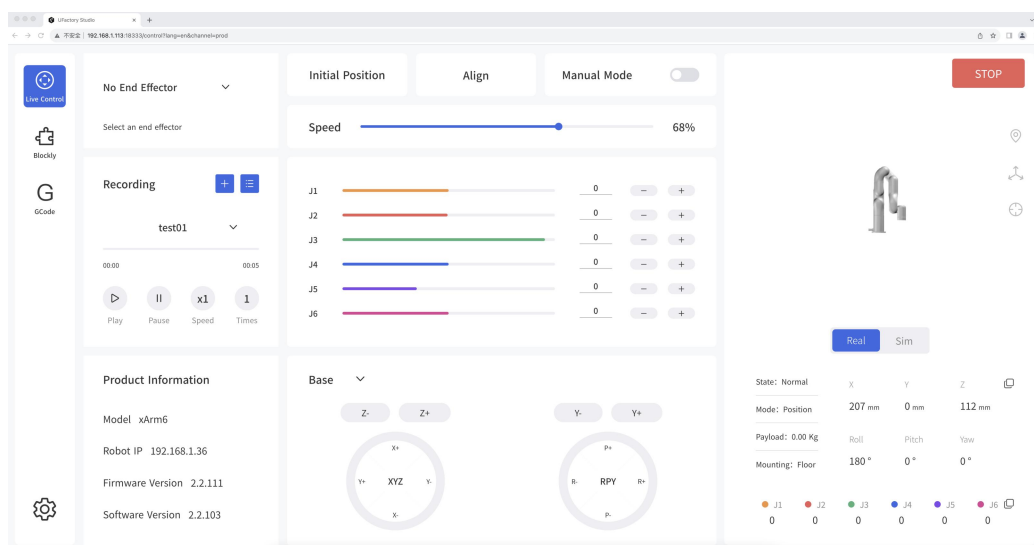 UFactory Studio
不安全 192.168.1.113:18333/control?lang=en&channel=prod
Live Control
Blockly
G
GCode
No End Effector
Select an end effector
Initial Position
Align
Manual Mode
STOP
Speed 68%
Recording
test01
00:00 00:05
x1 1
Play Pause Speed Times
J1 0 - +
J2 0 - +
J3 0 - +
J4 0 - +
J5 0 - +
J6 0 - +
Real Sim
Product Information
Model xArm6
Robot IP 192.168.1.36
Firmware Version 2.2.111
Software Version 2.2.103
Base
Z- Z+
X+
Y+ XYZ Y-
X-
Y- Y+
P+
R- RPY R+
P-
State: Normal
Mode: Position
Payload: 0.00 Kg
Mounting: Floor
X Y Z
207 mm 0 mm 112 mm
Roll Pitch Yaw
180 ° 0 ° 0 °
J1 J2 J3 J4 J5 J6
0 0 0 0 0 0